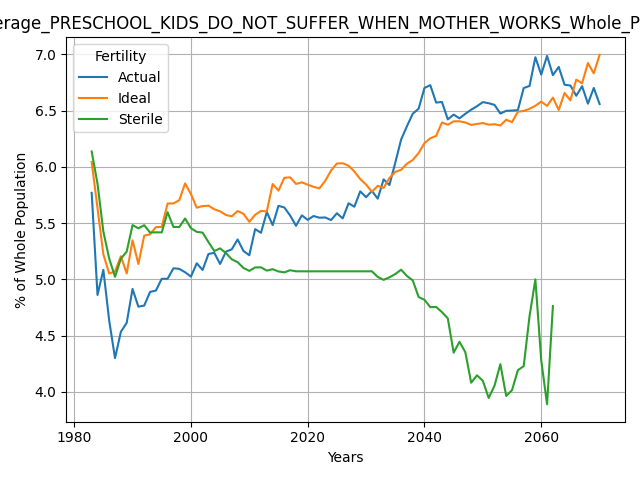 erage_PRESCHOOL_KIDS_DO_NOT_SUFFER_WHEN_MOTHER_WORKS_Whole_P
7.0
6.5
6.0
5.5
5.0
4.5
4.0
% of Whole Population
Fertility
Actual
Ideal
Sterile
1980
2000
2020
2040
2060
Years